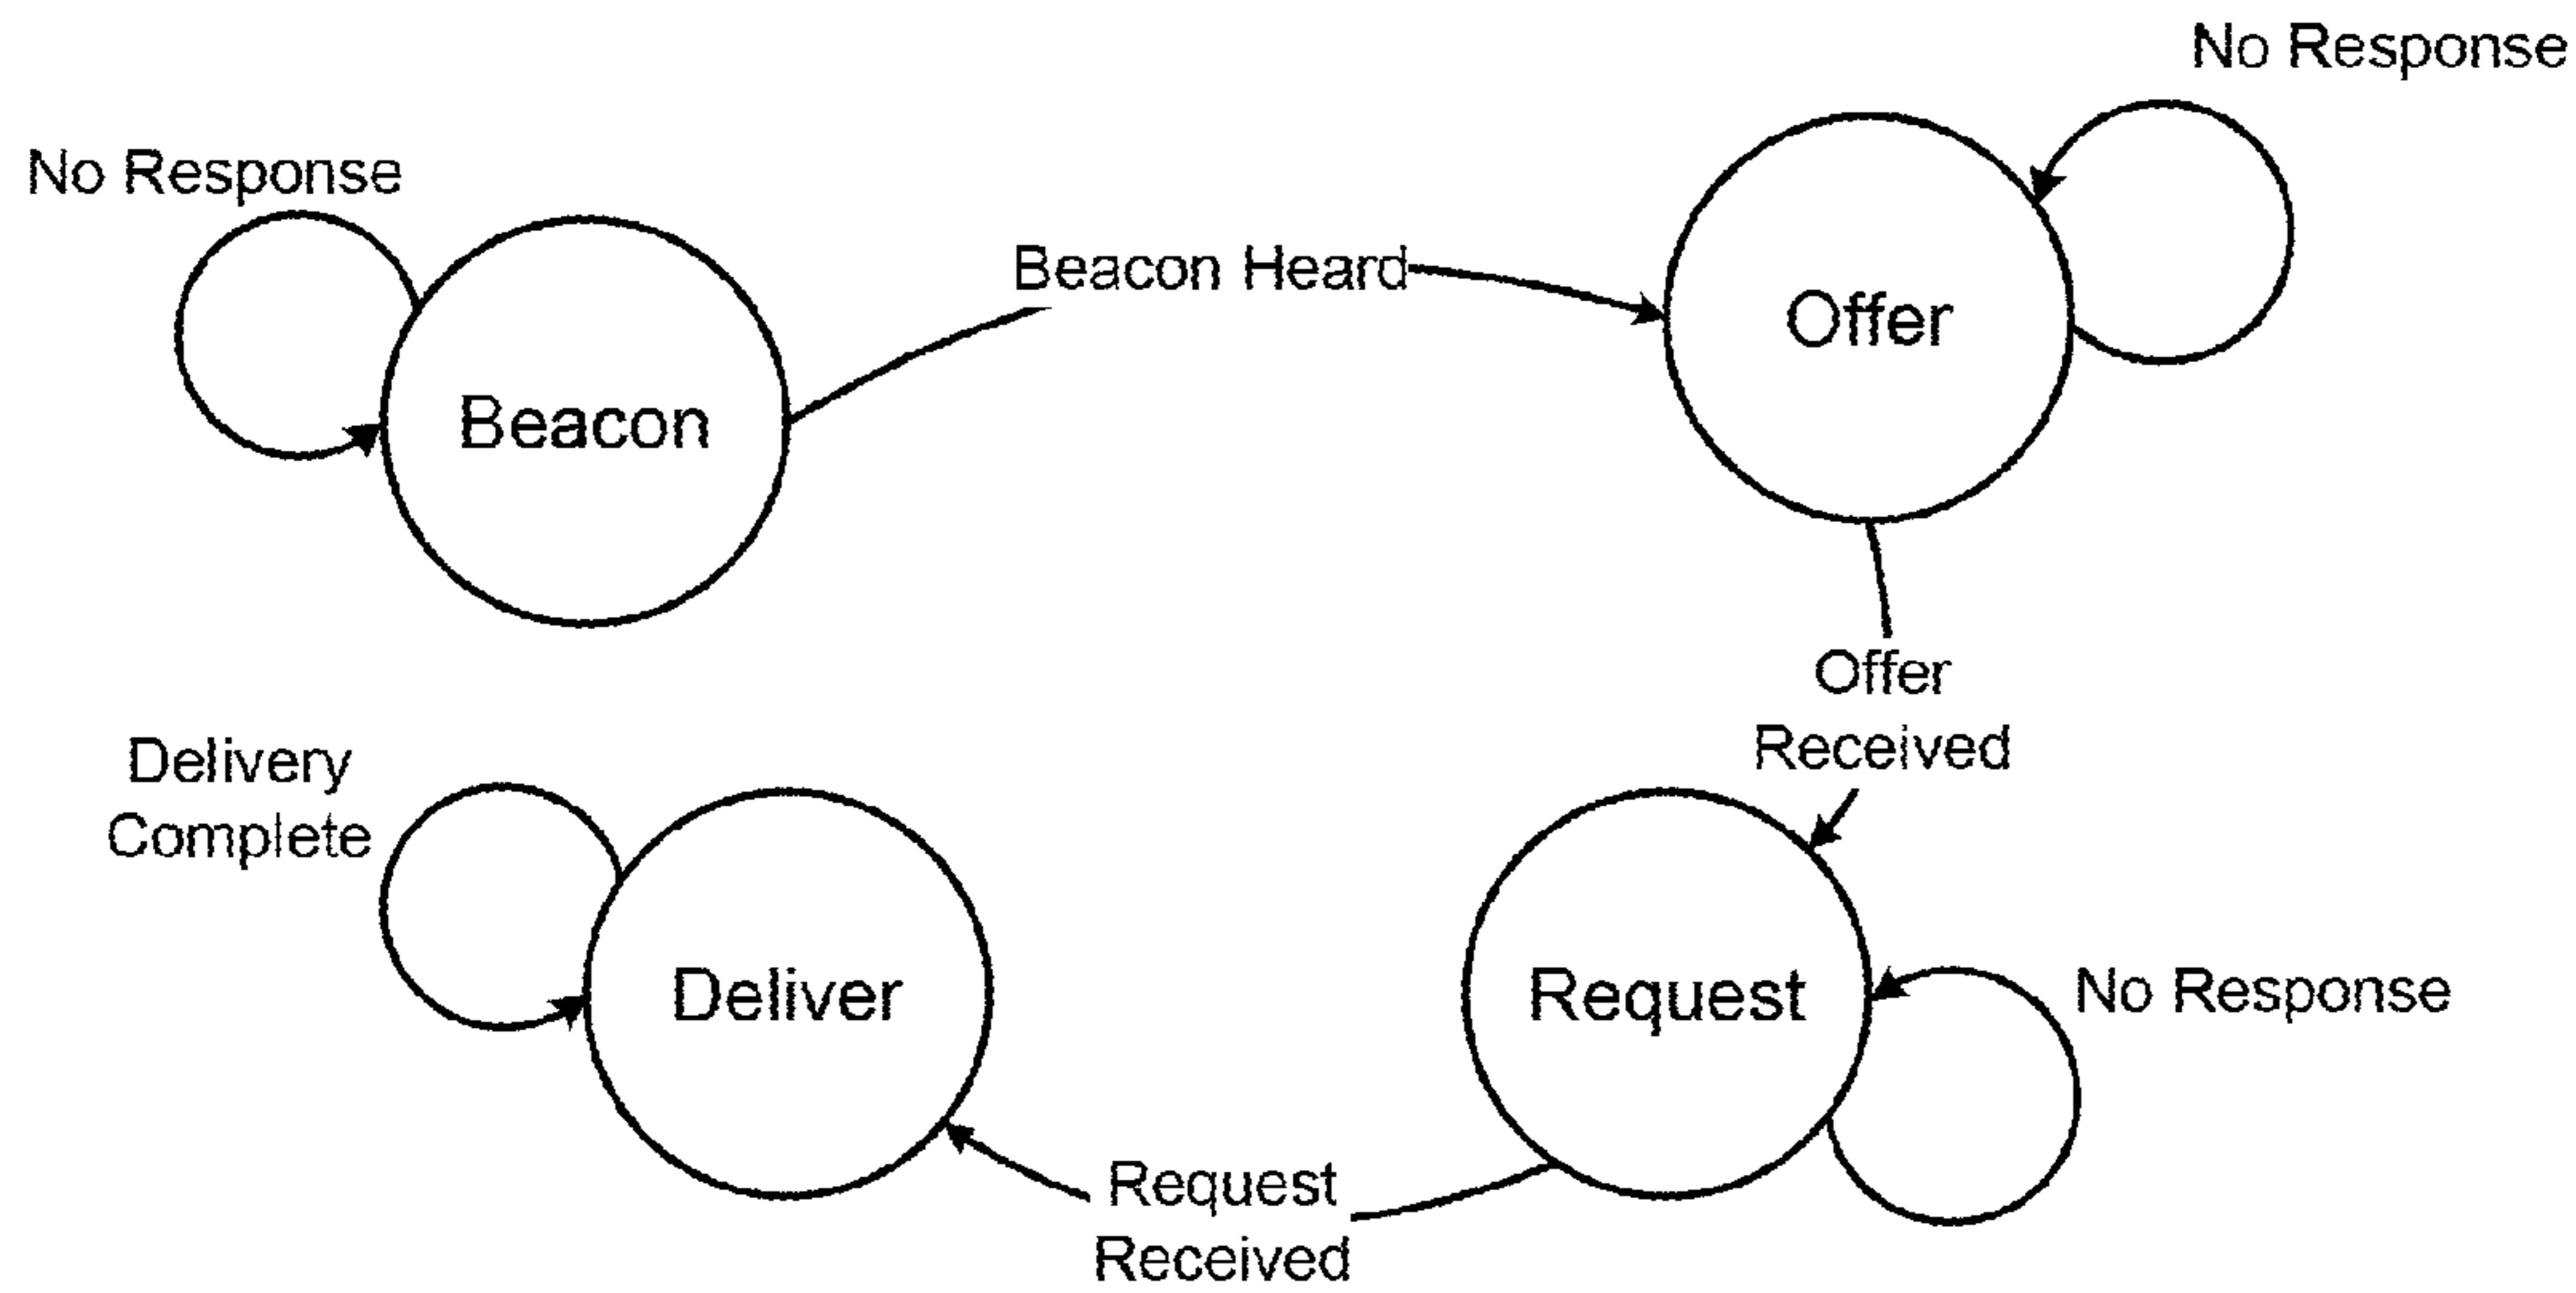 No Response
No Response
Beacon Heard
Offer
Beacon
Offer
Received
Delivery
Complete
Deliver
Request
No Response
Request
Received